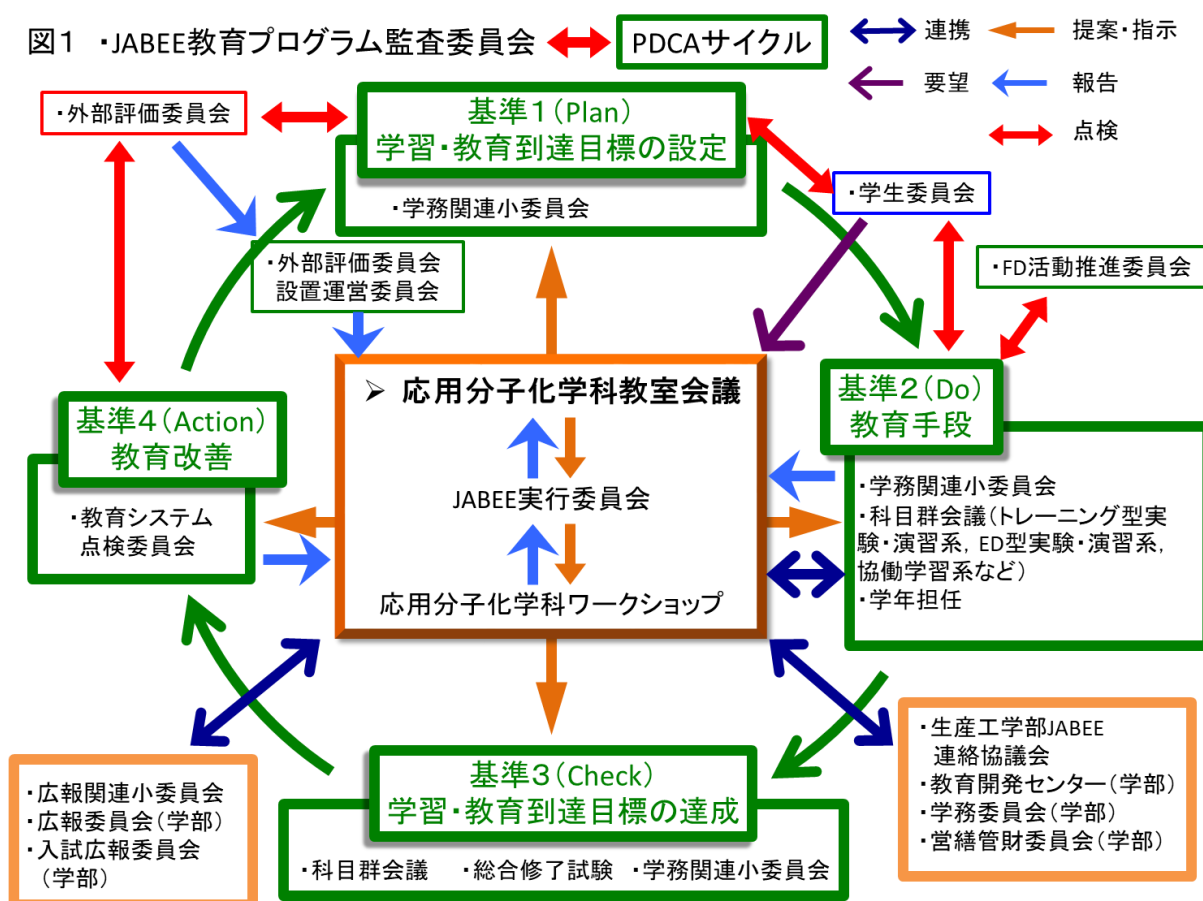 図1 ・JABEE教育プログラム監査委員会
PDCAサイクル
連携
提案・指示
要望
報告
点検
・外部評価委員会
基準1(Plan)
学習・教育到達目標の設定
・学務関連小委員会
・学生委員会
・外部評価委員会
設置運営委員会
・FD活動推進委員会
➢ 応用分子化学科教室会議
JABEE実行委員会
応用分子化学科ワークショップ
基準4(Action)
教育改善
・教育システム
点検委員会
基準2(Do)
教育手段
・学務関連小委員会
・科目群会議(トレーニング型実
験・演習系, ED型実験・演習系,
協働学習系など)
・学年担任
・広報関連小委員会
・広報委員会(学部)
・入試広報委員会
(学部)
基準3(Check)
学習・教育到達目標の達成
・科目群会議 ・総合修了試験 ・学務関連小委員会
・生産工学部JABEE
連絡協議会
・教育開発センター(学部)
・学務委員会(学部)
・営繕管財委員会(学部)